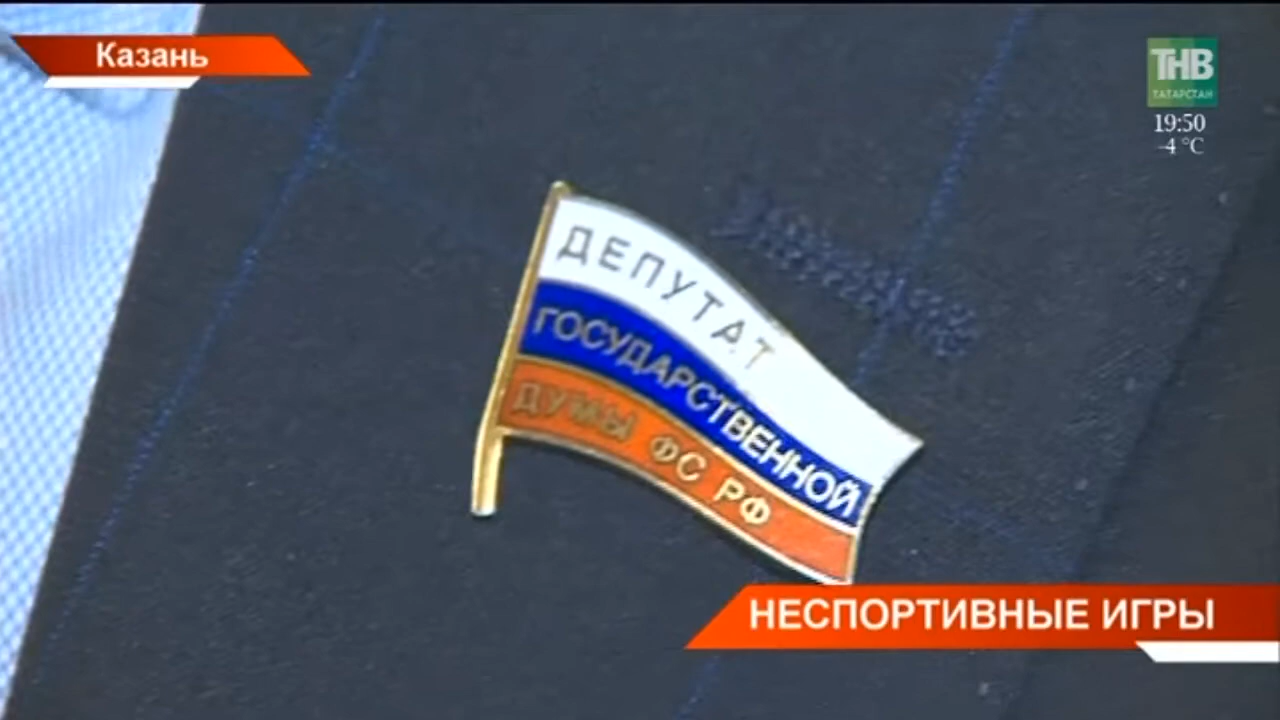 Казань
ТНВ
ТАТАРСТАН
19:50
-4 °C
ДЕПУТАТ
ГОСУДАРСТВЕННОЙ
ДУМЫ ФС РФ
НЕСПОРТИВНЫЕ ИГРЫ